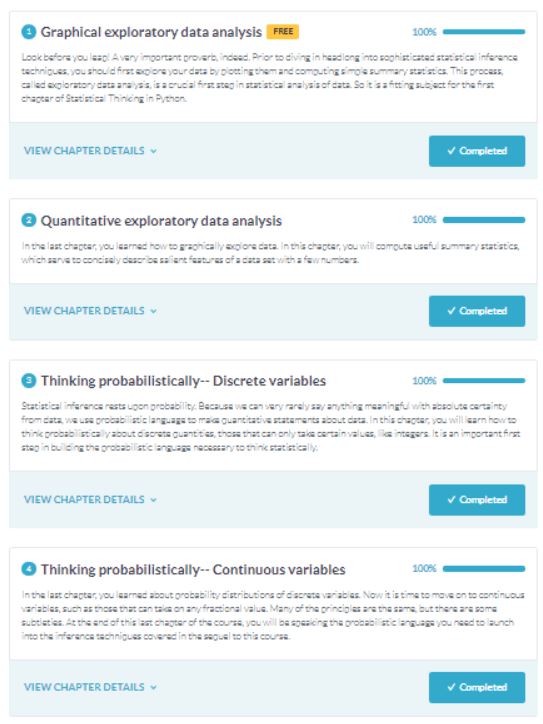 1 Graphical exploratory data analysis FREE 100%
Look before you leap! A very important proverb, indeed. Prior to diving in headlong into sophisticated statistical inference
techniques, you should first explore your data by plotting them and computing simple summary statistics. This process,
called exploratory data analysis, is a crucial first step in statistical analysis of data. So it is a fitting subject for the first
chapter of Statistical Thinking in Python.
VIEW CHAPTER DETAILS ✓ Completed
2 Quantitative exploratory data analysis 100%
In the last chapter, you learned how to graphically explore data. In this chapter, you will compute useful summary statistics,
which serve to concisely describe salient features of a data set with a few numbers.
VIEW CHAPTER DETAILS ✓ Completed
3 Thinking probabilistically-- Discrete variables 100%
Statistical inference rests upon probability. Because we can very rarely say anything meaningful with absolute certainty
from data, we use probabilistic language to make quantitative statements about data. In this chapter, you will learn how to
think probabilistically about discrete quantities, those that can only take certain values, like integers. It is an important first
step in building the probabilistic language necessary to think statistically.
VIEW CHAPTER DETAILS ✓ Completed
4 Thinking probabilistically-- Continuous variables 100%
In the last chapter, you learned about probability distributions of discrete variables. Now it is time to move on to continuous
variables, such as those that can take on any fractional value. Many of the principles are the same, but there are some
subtleties. At the end of this last chapter of the course, you will be speaking the probabilistic language you need to launch
into the inference techniques covered in the sequel to this course.
VIEW CHAPTER DETAILS ✓ Completed